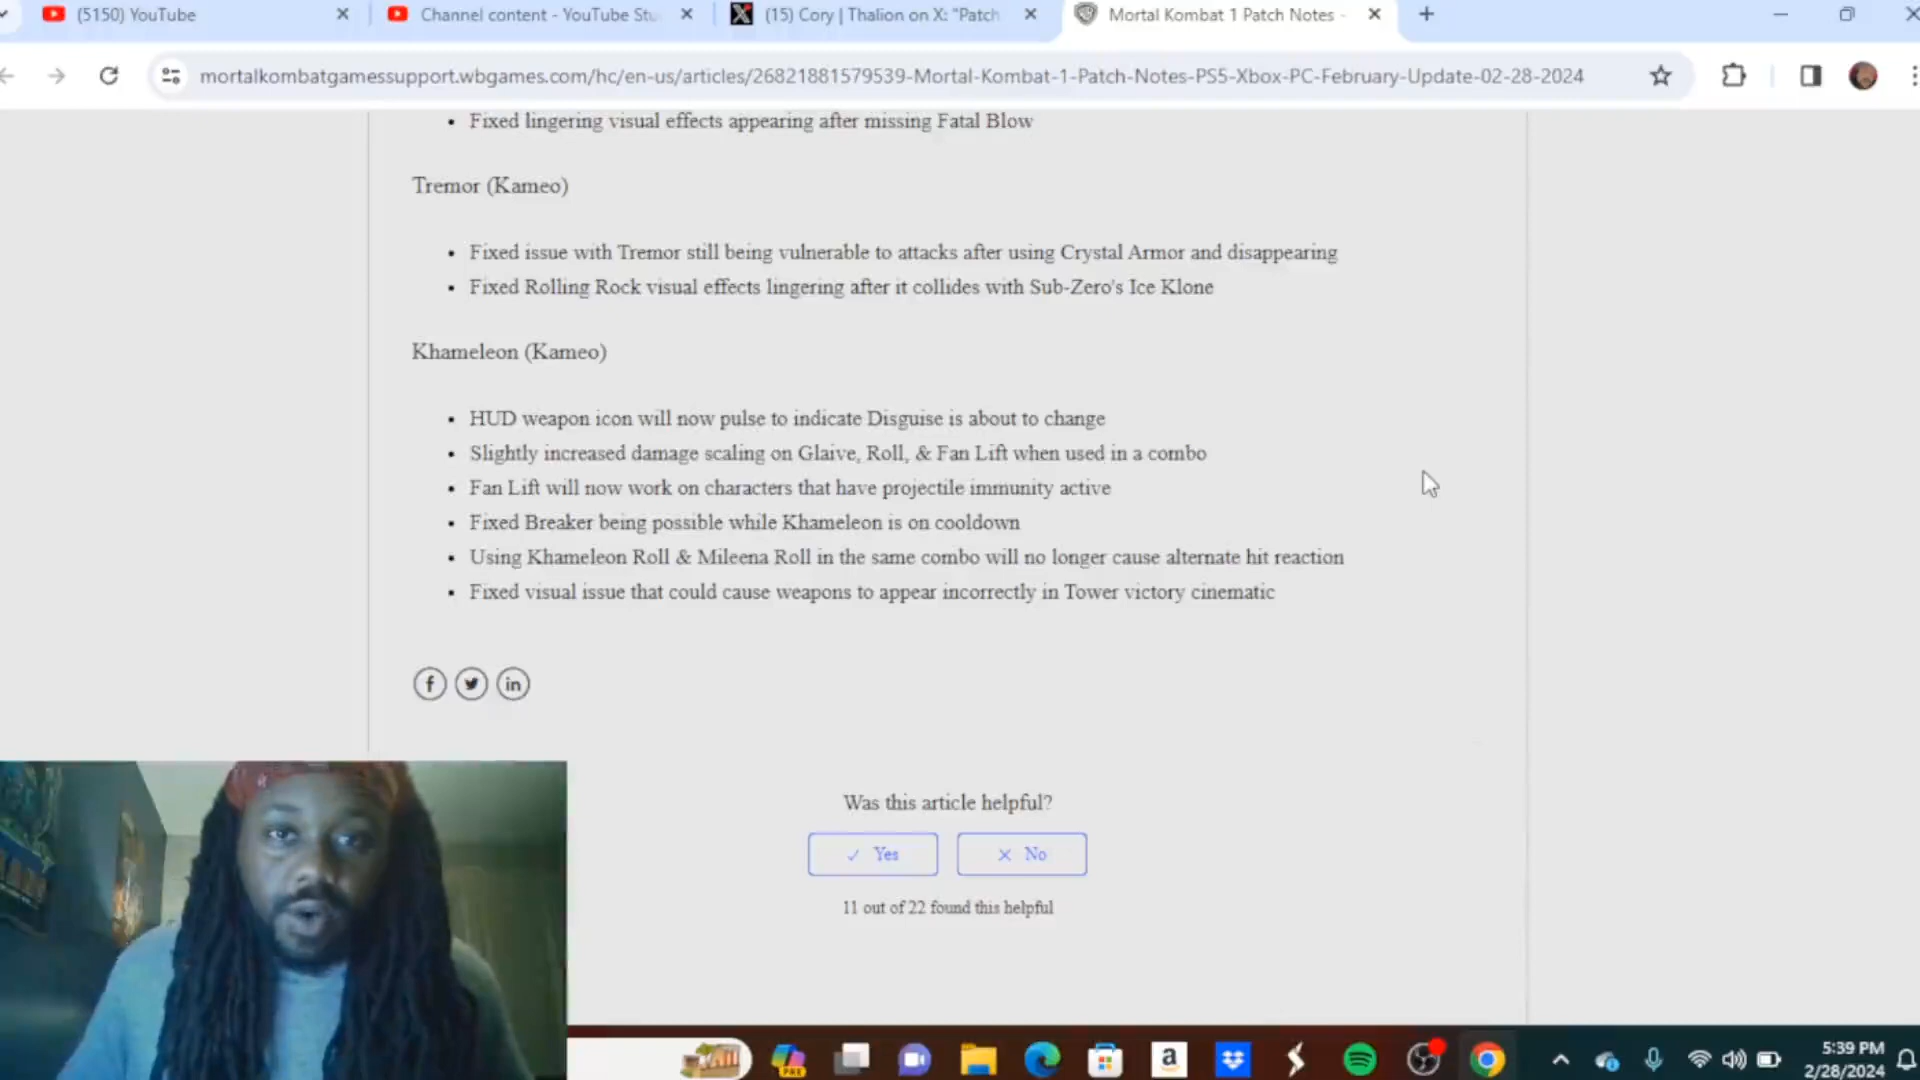 (5150) YouTube
Channel content - YouTube Stu
(15) Cory | Thalion on X: "Patch
Mortal Kombat 1 Patch Notes -
mortalkombatgamessupport.wbgames.com/hc/en-us/articles/26821881579539-Mortal-Kombat-1-Patch-Notes-PS5-Xbox-PC-February-Update-02-28-2024
• Fixed lingering visual effects appearing after missing Fatal Blow
Tremor (Kameo)
• Fixed issue with Tremor still being vulnerable to attacks after using Crystal Armor and disappearing
• Fixed Rolling Rock visual effects lingering after it collides with Sub-Zero's Ice Klone
Khameleon (Kameo)
• HUD weapon icon will now pulse to indicate Disguise is about to change
• Slightly increased damage scaling on Glaive, Roll, & Fan Lift when used in a combo
• Fan Lift will now work on characters that have projectile immunity active
• Fixed Breaker being possible while Khameleon is on cooldown
• Using Khameleon Roll & Mileena Roll in the same combo will no longer cause alternate hit reaction
• Fixed visual issue that could cause weapons to appear incorrectly in Tower victory cinematic
Was this article helpful?
Yes
No
11 out of 22 found this helpful
PRE
5:39 PM
2/28/2024